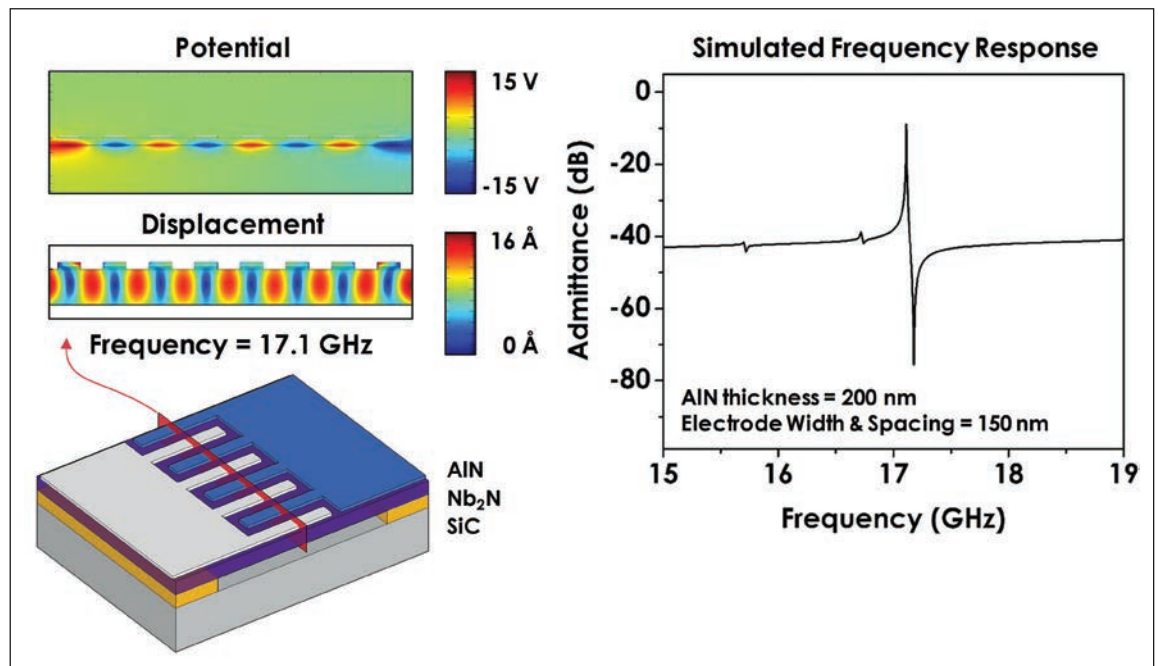 Potential
15 V
-15 V
Displacement
16 Å
0 Å
Frequency = 17.1 GHz
AlN
Nb₂N
SiC
Simulated Frequency Response
0
-20
-40
-60
-80
Admittance (dB)
AlN thickness = 200 nm
Electrode Width & Spacing = 150 nm
15 16 17 18 19
Frequency (GHz)